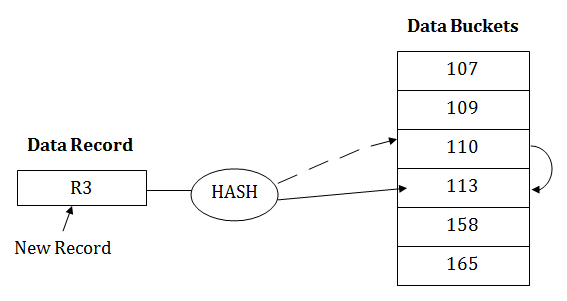 Data Buckets
107
109
Data Record
110
R3
HASH
113
New Record
158
165